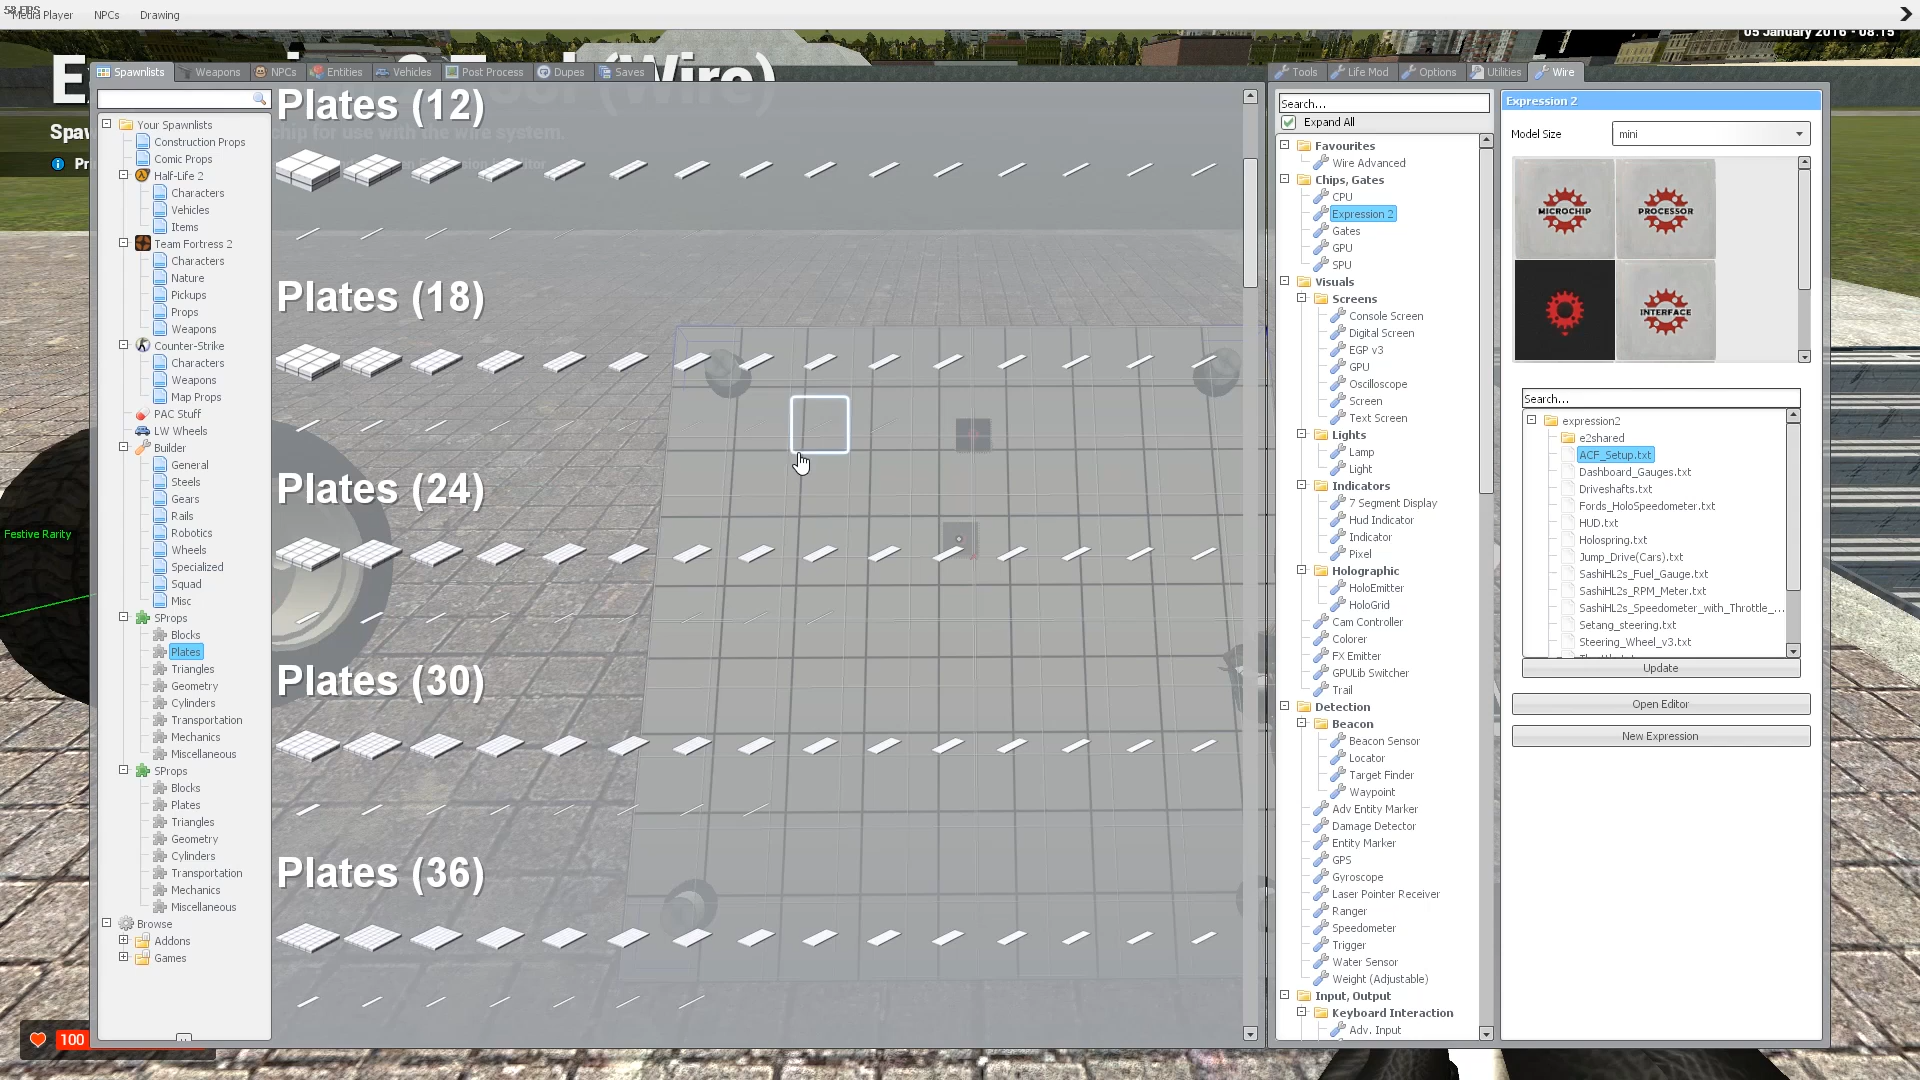 58 FPS
Media Player NPCs Drawing
05 January 2016 - 08:15
Spawnlists Weapons NPCs Entities Vehicles Post Process Dupes Saves
Your Spawnlists
Construction Props
Comic Props
Half-Life 2
Characters
Vehicles
Items
Team Fortress 2
Characters
Nature
Pickups
Props
Weapons
Counter-Strike
Characters
Weapons
Map Props
PAC Stuff
LW Wheels
Builder
General
Steels
Gears
Rails
Robotics
Wheels
Specialized
Squad
Misc
SProps
Blocks
Plates
Triangles
Geometry
Cylinders
Transportation
Mechanics
Miscellaneous
SProps
Blocks
Plates
Triangles
Geometry
Cylinders
Transportation
Mechanics
Miscellaneous
Browse
Addons
Games
Plates (12)
Plates (18)
Plates (24)
Plates (30)
Plates (36)
(Wire)
chip for use with the wire system.
Festive Rarity
100
Tools Life Mod Options Utilities Wire
Search...
Expand All
Favourites
Wire Advanced
Chips, Gates
CPU
Expression 2
Gates
GPU
SPU
Visuals
Screens
Console Screen
Digital Screen
EGP v3
GPU
Oscilloscope
Screen
Text Screen
Lights
Lamp
Light
Indicators
7 Segment Display
Hud Indicator
Indicator
Pixel
Holographic
HoloEmitter
HoloGrid
Cam Controller
Colorer
FX Emitter
GPULib Switcher
Trail
Detection
Beacon
Beacon Sensor
Locator
Target Finder
Waypoint
Adv Entity Marker
Damage Detector
Entity Marker
GPS
Gyroscope
Laser Pointer Receiver
Ranger
Speedometer
Trigger
Water Sensor
Weight (Adjustable)
Input, Output
Keyboard Interaction
Adv. Input
Expression 2
Model Size mini
MICROCHIP PROCESSOR
INTERFACE
Search...
expression2
e2shared
ACF_Setup.txt
Dashboard_Gauges.txt
Driveshafts.txt
Fords_HoloSpeedometer.txt
HUD.txt
Holospring.txt
Jump_Drive(Cars).txt
SashiHL2s_Fuel_Gauge.txt
SashiHL2s_RPM_Meter.txt
SashiHL2s_Speedometer_with_Throttle_...
Setang_steering.txt
Steering_Wheel_v3.txt
Update
Open Editor
New Expression